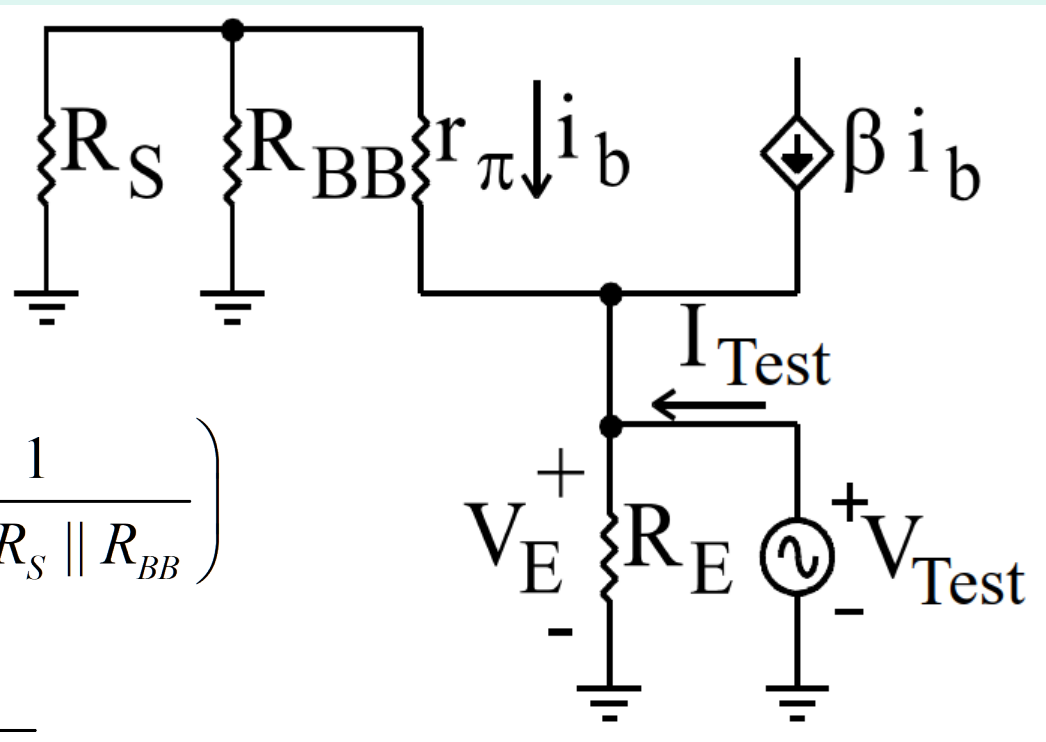 R_S
R_BB
r_π
i_b
β i_b
I_Test
1
R_S || R_BB )
+
V_E
-
R_E
+
V_Test
-